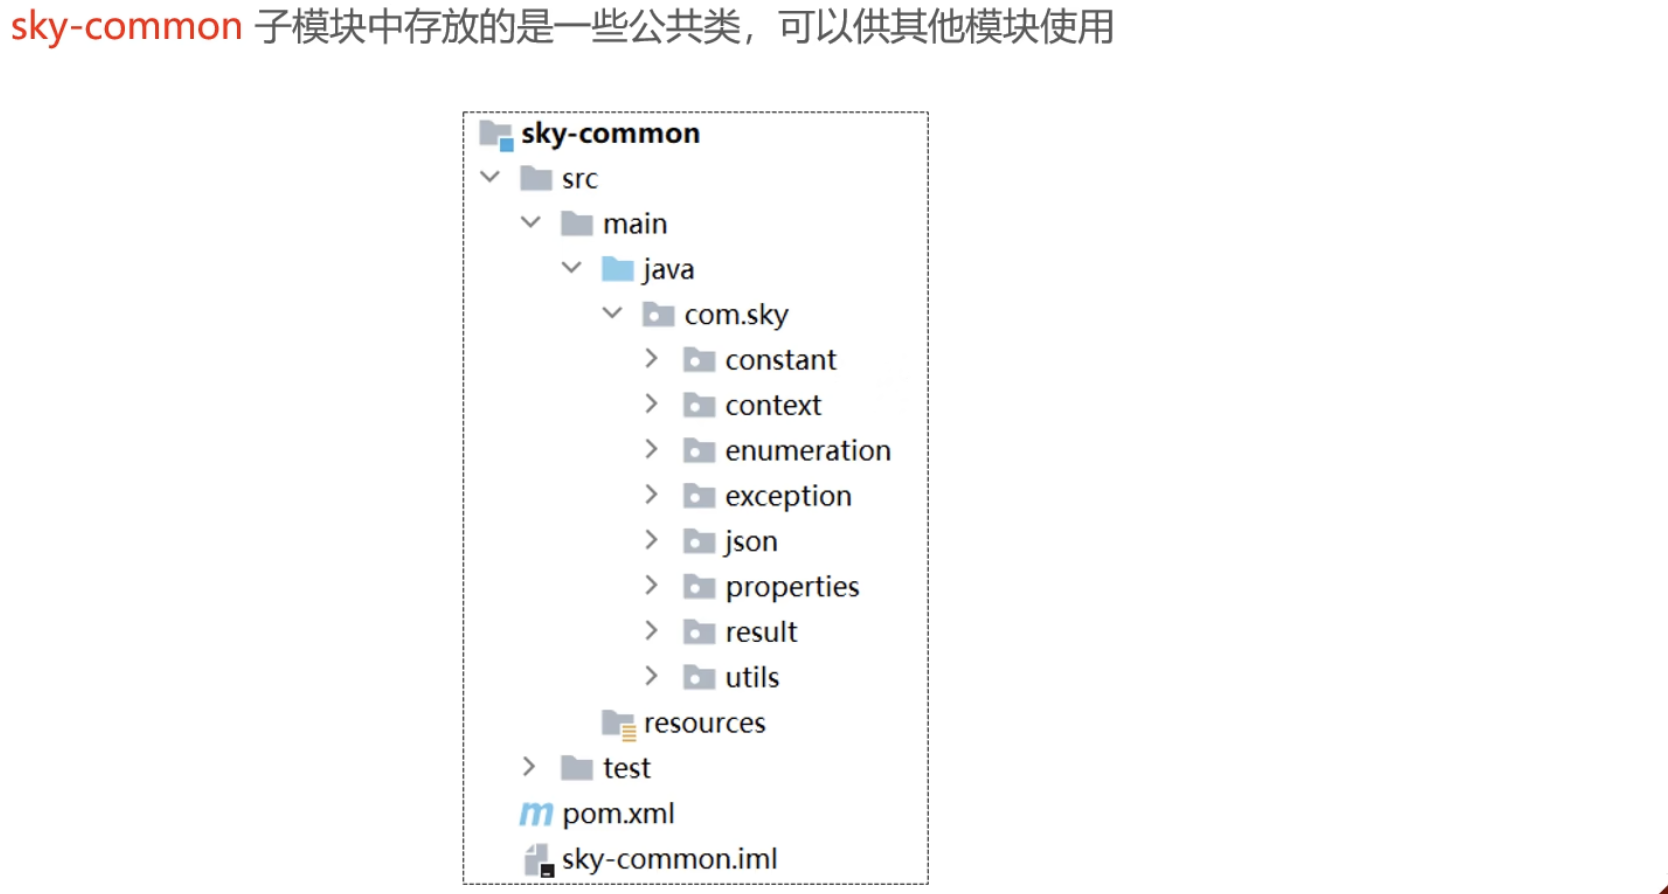 sky-common 子模块中存放的是一些公共类，可以供其他模块使用
sky-common
src
main
java
com.sky
constant
context
enumeration
exception
json
properties
result
utils
resources
test
pom.xml
sky-common.iml